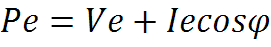 Pe = Ve + Iecosφ